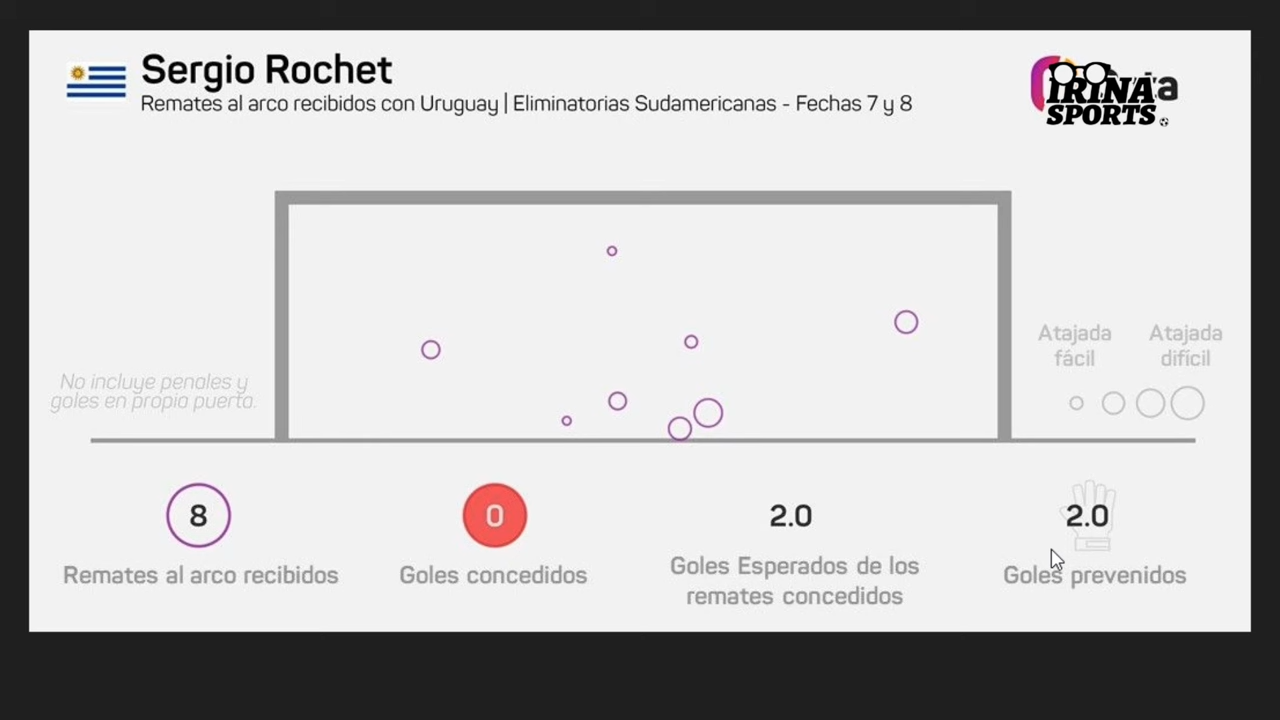 Sergio Rochet
Remates al arco recibidos con Uruguay | Eliminatorias Sudamericanas - Fechas 7 y 8
IRINA
SPORTS
Atajada fácil
Atajada difícil
No incluye penales y
goles en propia puerta.
8
Remates al arco recibidos
0
Goles concedidos
2.0
Goles Esperados de los
remates concedidos
2.0
Goles prevenidos